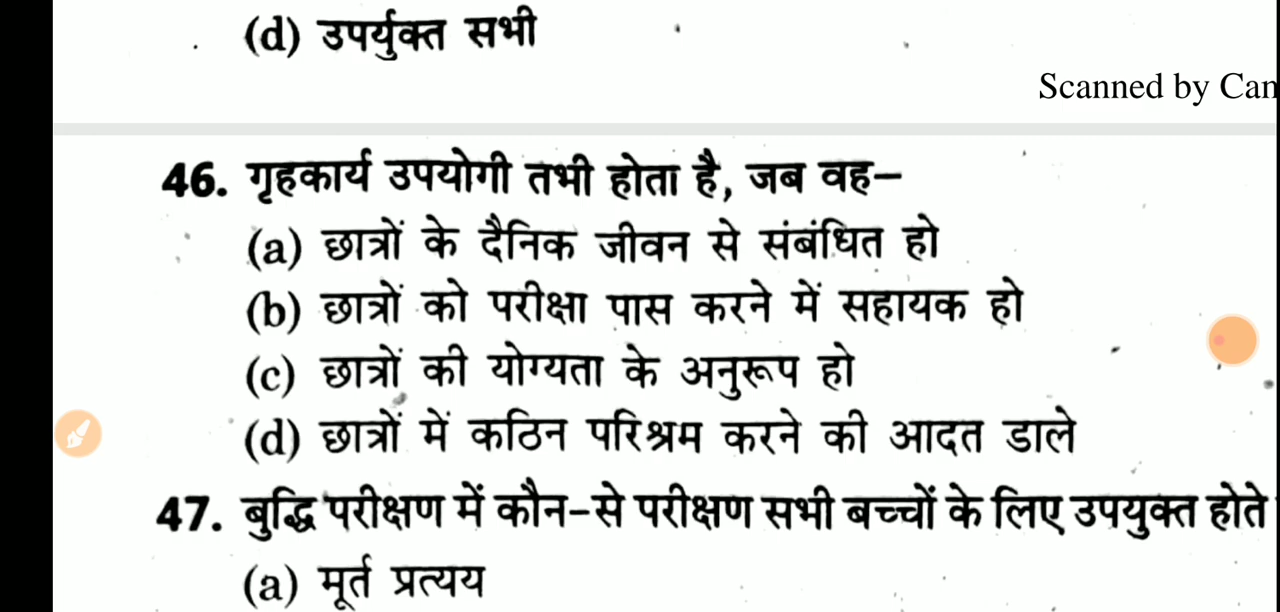 (d) उपर्युक्त सभी
Scanned by Can
46. गृहकार्य उपयोगी तभी होता है, जब वह–
(a) छात्रों के दैनिक जीवन से संबंधित हो
(b) छात्रों को परीक्षा पास करने में सहायक हो
(c) छात्रों की योग्यता के अनुरूप हो
(d) छात्रों में कठिन परिश्रम करने की आदत डाले
47. बुद्धि परीक्षण में कौन-से परीक्षण सभी बच्चों के लिए उपयुक्त होते
(a) मूर्त प्रत्यय